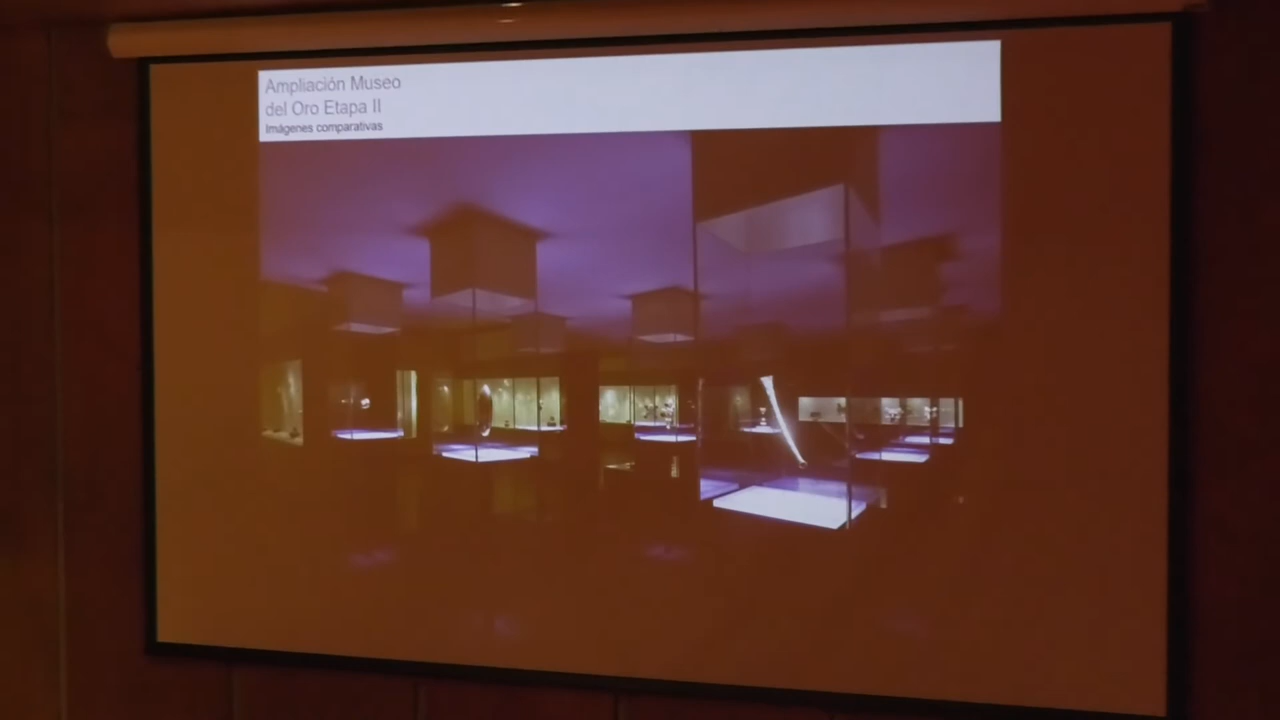 Ampliación Museo
del Oro Etapa II
Imágenes comparativas